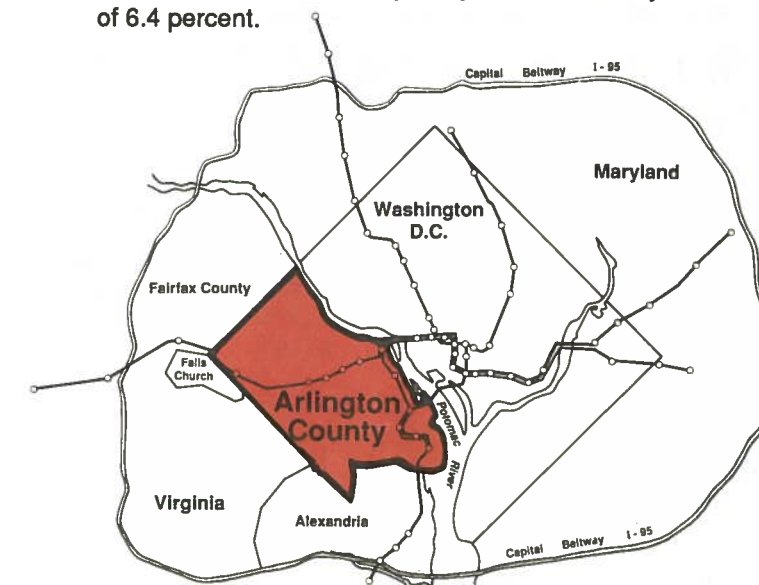 of 6.4 percent.
Capital Beltway I-95
Maryland
Washington
D.C.
Fairfax County
Falls
Church
Arlington
County
Potomac
River
Virginia
Alexandria
Capital Beltway I-95